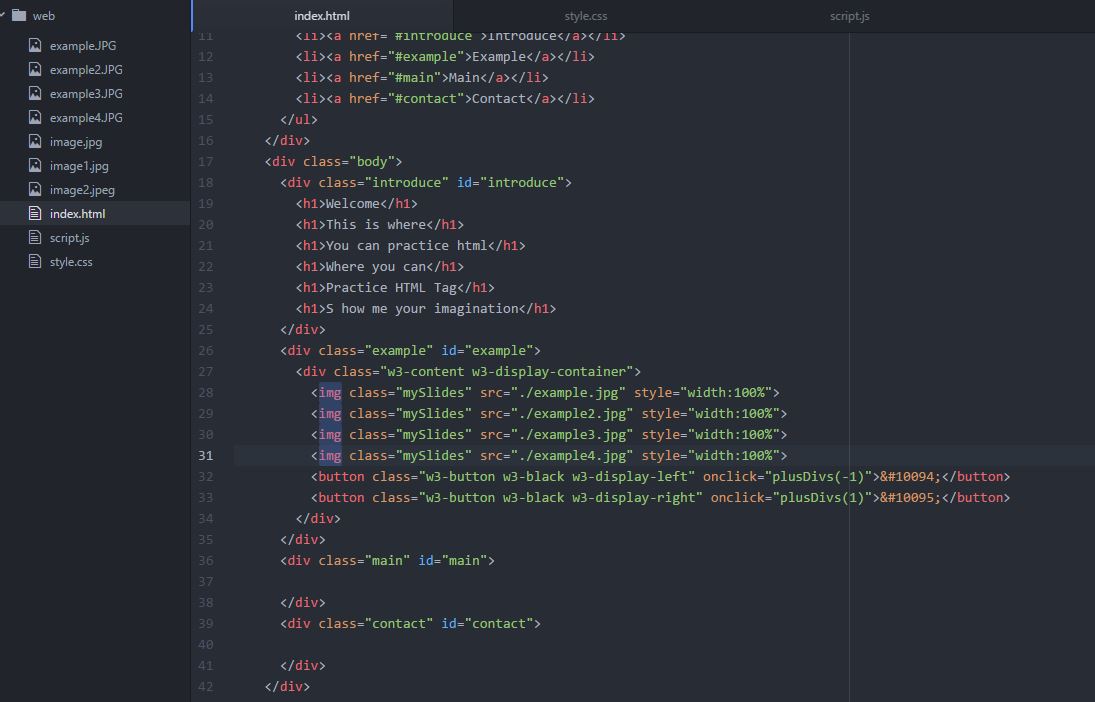 web
example.JPG
example2.JPG
example3.JPG
example4.JPG
image.jpg
image1.jpg
image2.jpeg
index.html
script.js
style.css
index.html style.css script.js
11 <li><a href="#introduce">Introduce</a></li>
12 <li><a href="#example">Example</a></li>
13 <li><a href="#main">Main</a></li>
14 <li><a href="#contact">Contact</a></li>
15 </ul>
16 </div>
17 <div class="body">
18 <div class="introduce" id="introduce">
19 <h1>Welcome</h1>
20 <h1>This is where</h1>
21 <h1>You can practice html</h1>
22 <h1>Where you can</h1>
23 <h1>Practice HTML Tag</h1>
24 <h1>S how me your imagination</h1>
25 </div>
26 <div class="example" id="example">
27 <div class="w3-content w3-display-container">
28 <img class="mySlides" src="./example.jpg" style="width:100%">
29 <img class="mySlides" src="./example2.jpg" style="width:100%">
30 <img class="mySlides" src="./example3.jpg" style="width:100%">
31 <img class="mySlides" src="./example4.jpg" style="width:100%">
32 <button class="w3-button w3-black w3-display-left" onclick="plusDivs(-1)">&#10094;</button>
33 <button class="w3-button w3-black w3-display-right" onclick="plusDivs(1)">&#10095;</button>
34 </div>
35 </div>
36 <div class="main" id="main">
37
38 </div>
39 <div class="contact" id="contact">
40
41 </div>
42 </div>